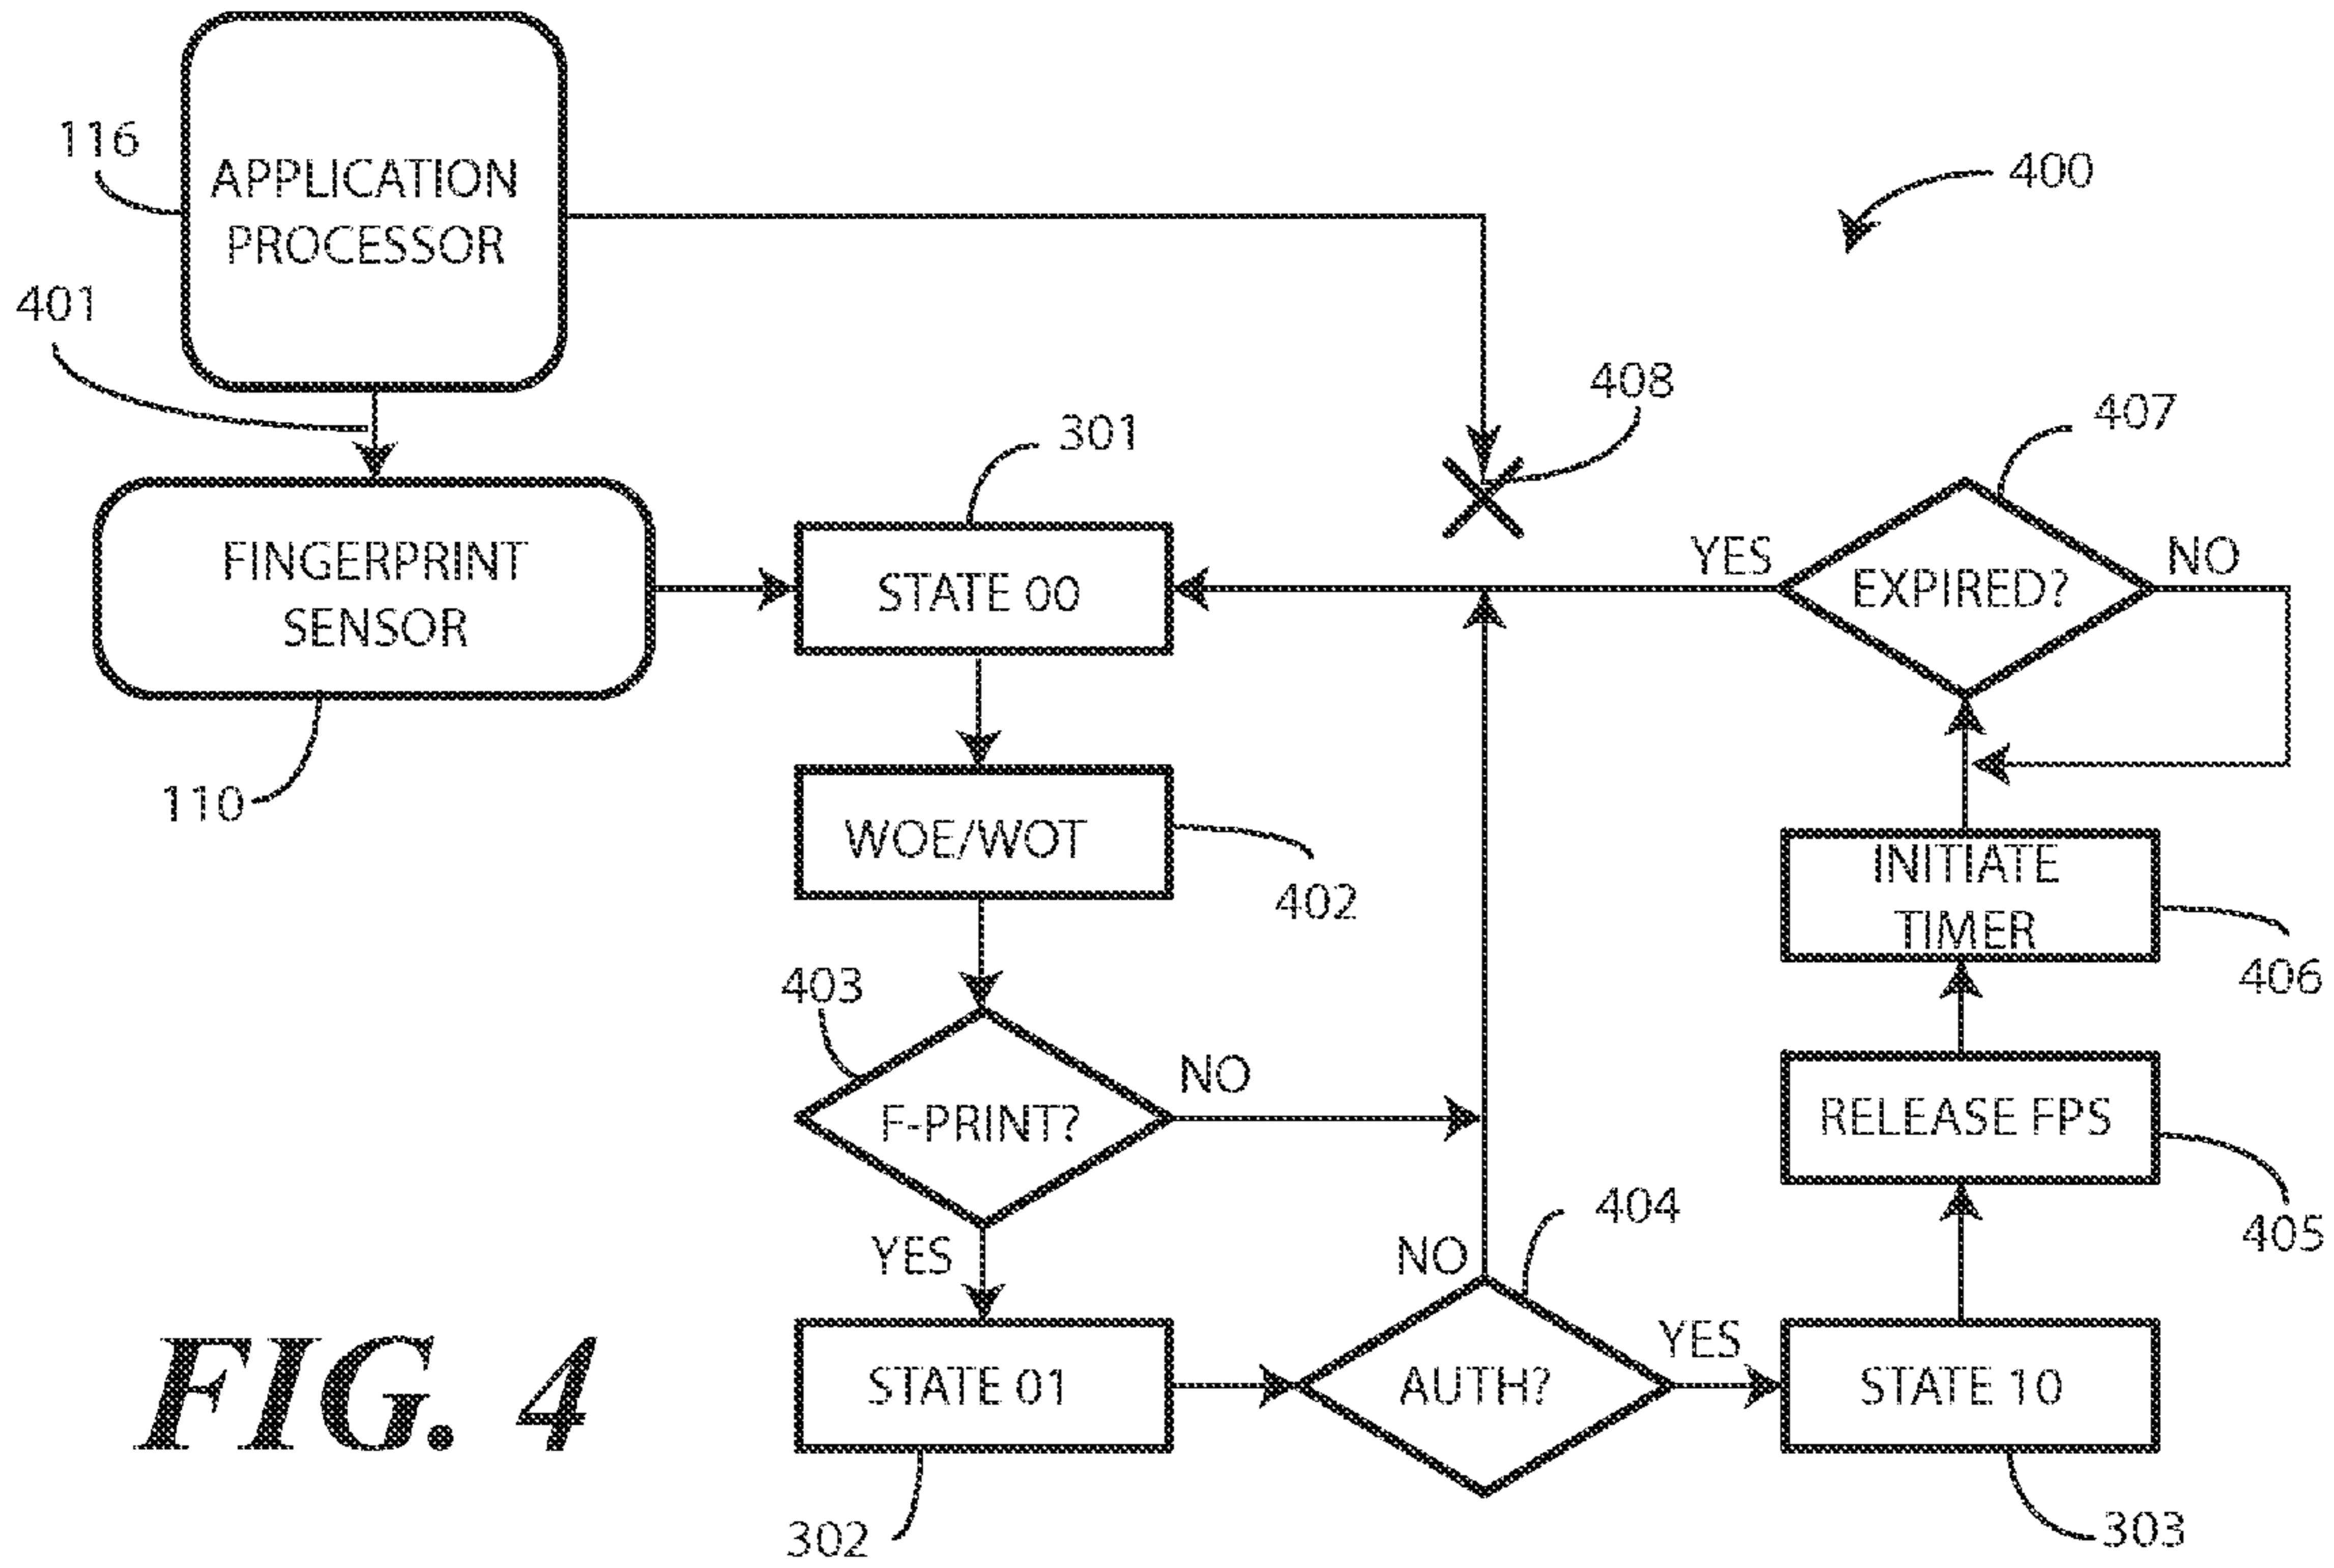 116
APPLICATION
PROCESSOR
400
401
408
407
301
FINGERPRINT
SENSOR
STATE 00
YES
EXPIRED?
NO
110
WOE/WOT
402
INITIATE
TIMER
406
403
F-PRINT?
NO
RELEASE FPS
405
YES
NO
404
STATE 01
AUTH?
YES
STATE 10
302
303
FIG. 4